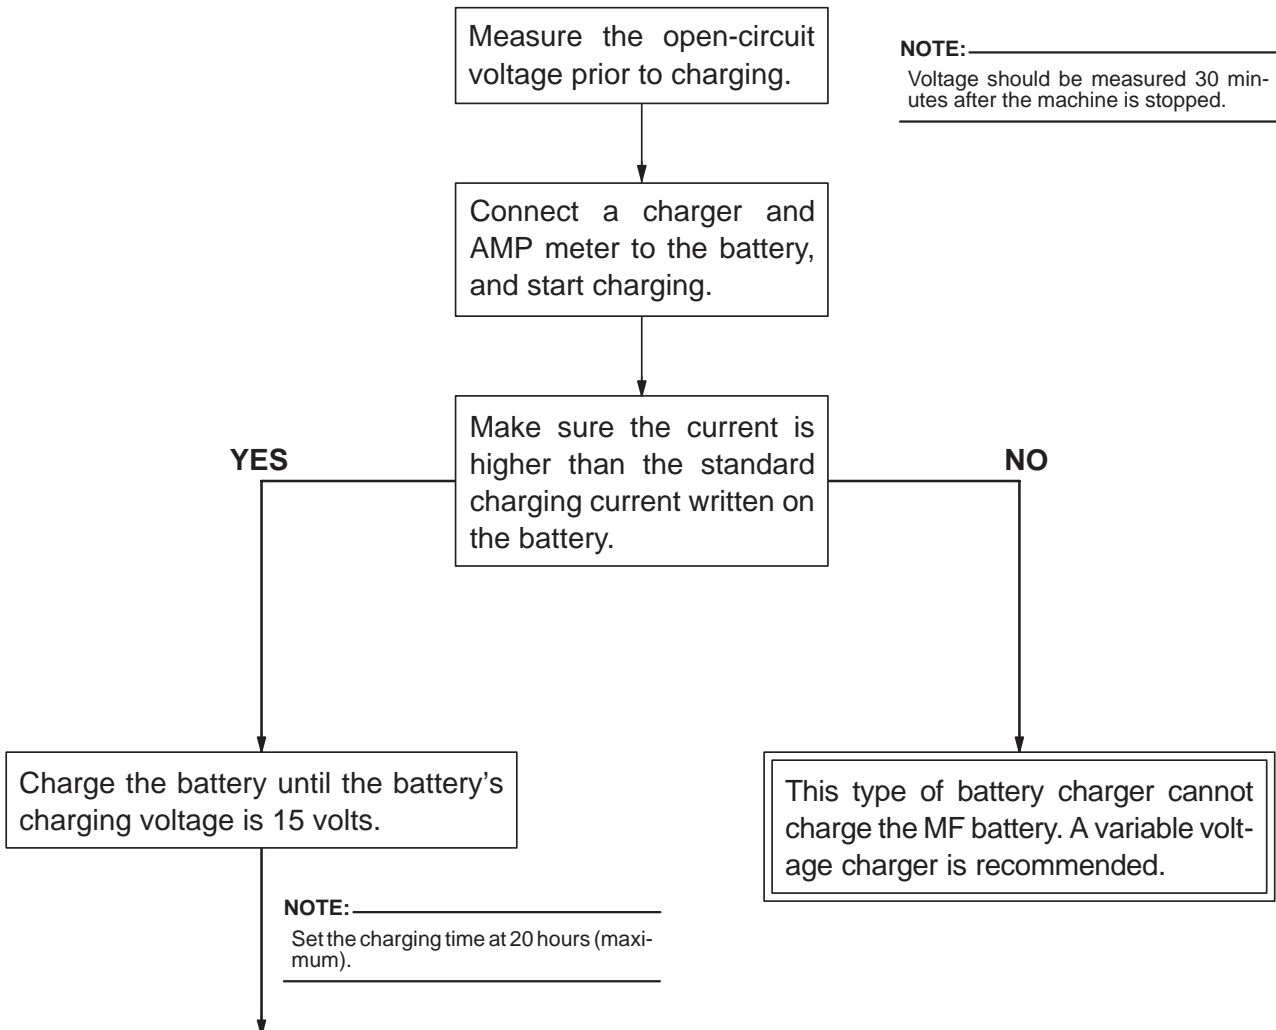 Measure the open-circuit
voltage prior to charging.
NOTE:
Voltage should be measured 30 min-
utes after the machine is stopped.
Connect a charger and
AMP meter to the battery,
and start charging.
Make sure the current is
higher than the standard
charging current written on
the battery.
YES
NO
Charge the battery until the battery's
charging voltage is 15 volts.
This type of battery charger cannot
charge the MF battery. A variable volt-
age charger is recommended.
NOTE:
Set the charging time at 20 hours (maxi-
mum).